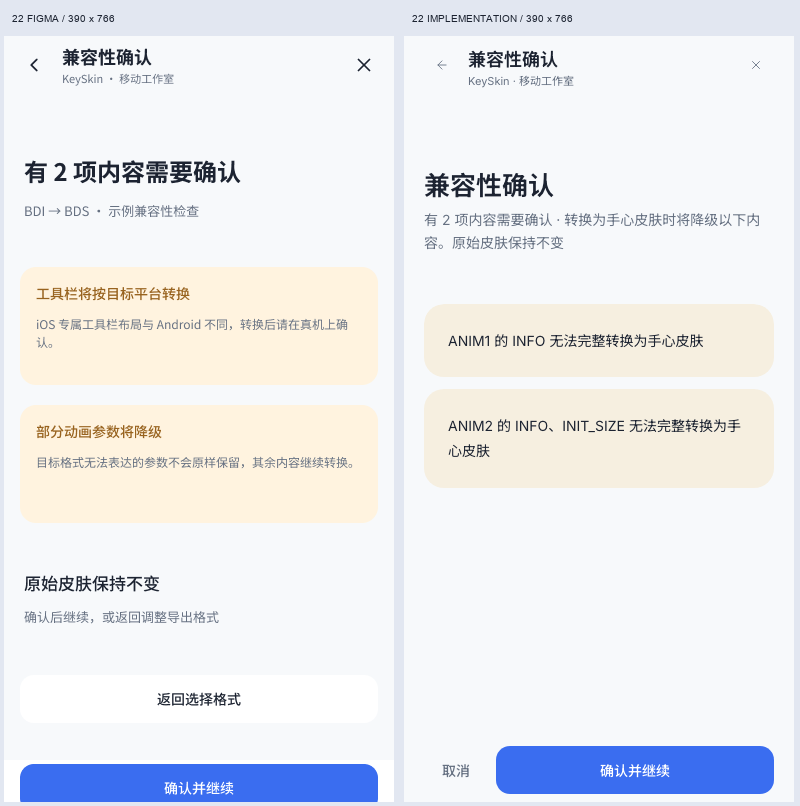 22 FIGMA / 390 x 766
兼容性确认
KeySkin • 移动工作室
有 2 项内容需要确认
BDI → BDS • 示例兼容性检查
工具栏将按目标平台转换
iOS 专属工具栏布局与 Android 不同，转换后请在真机上确
认。
部分动画参数将降级
目标格式无法表达的参数不会原样保留，其余内容继续转换。
原始皮肤保持不变
确认后继续，或返回调整导出格式
返回选择格式
确认并继续
22 IMPLEMENTATION / 390 x 766
兼容性确认
KeySkin · 移动工作室
兼容性确认
有 2 项内容需要确认 · 转换为手心皮肤时将降级以下内
容。原始皮肤保持不变
ANIM1 的 INFO 无法完整转换为手心皮肤
ANIM2 的 INFO、INIT_SIZE 无法完整转换为手
心皮肤
取消
确认并继续